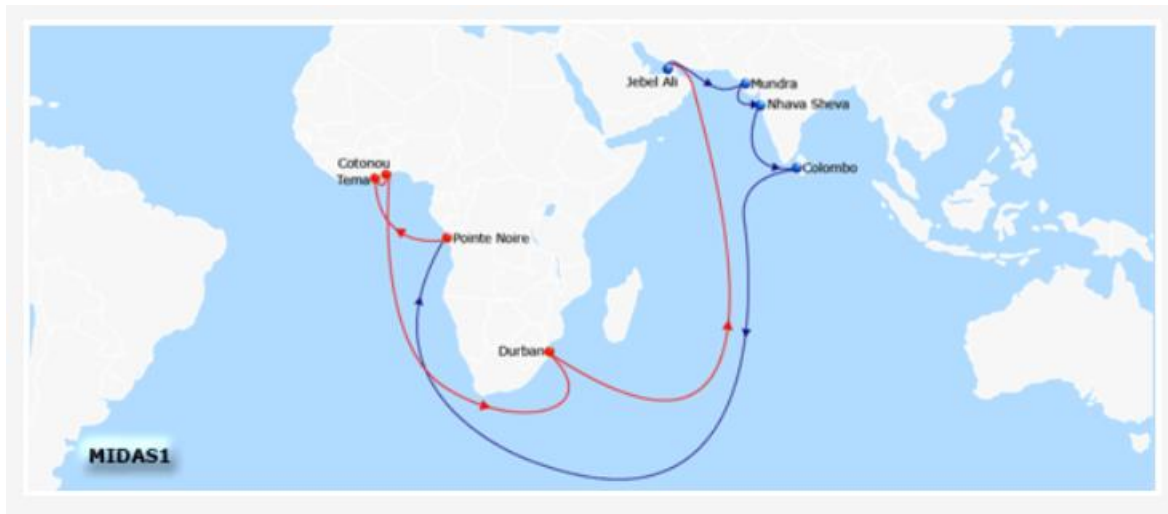 Jebel Ali
Mundra
Nhava Sheva
Cotonou
Tema
Colombo
Pointe Noire
Durban
MIDAS1